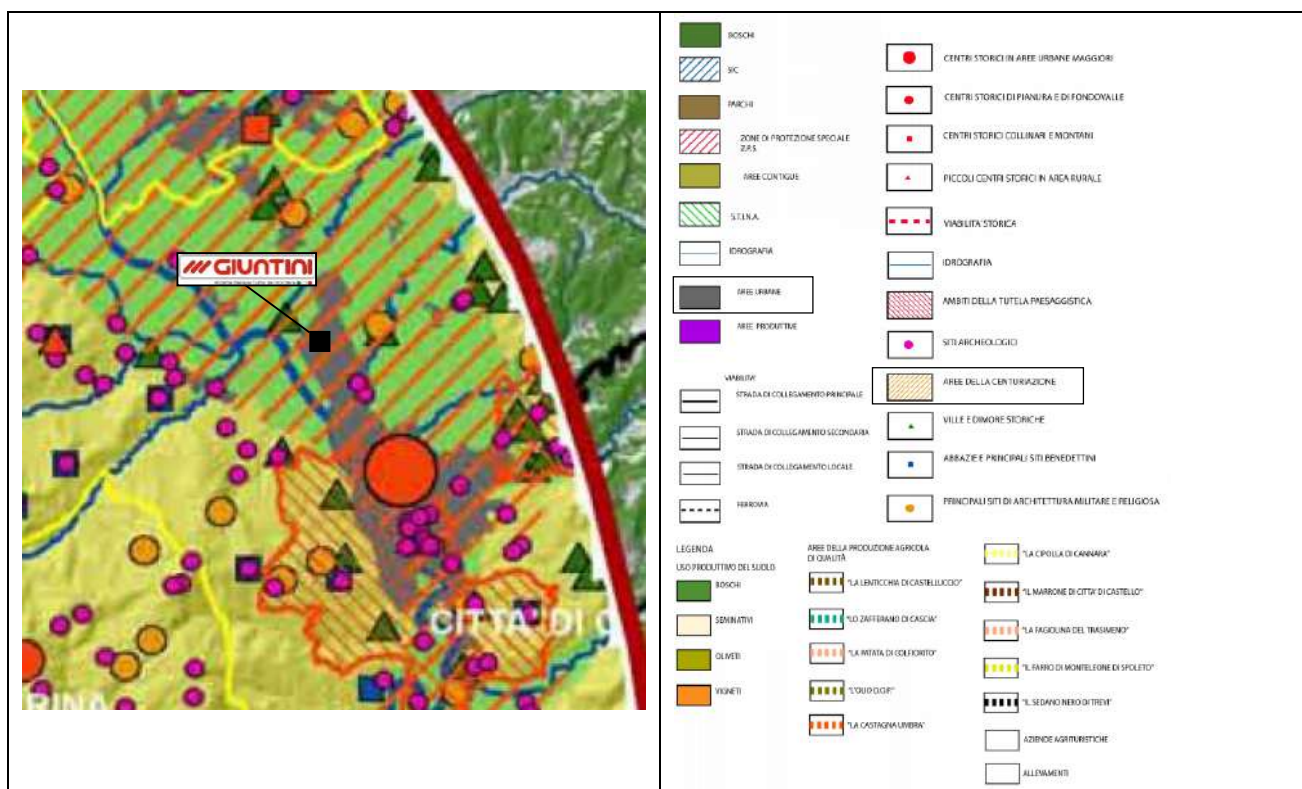 GIUNTINI
CITTA' DI C
RINA
BOSCHI
SIC
PARCHI
ZONE DI PROTEZIONE SPECIALE
Z.P.S.
AREE CONTIGUE
S.T.I.N.A.
IDROGRAFIA
AREE URBANE
AREE PRODUTTIVE
VIABILITA'
STRADA DI COLLEGAMENTO PRINCIPALE
STRADA DI COLLEGAMENTO SECONDARIA
STRADA DI COLLEGAMENTO LOCALE
FERROVIA
CENTRI STORICI IN AREE URBANE MAGGIORI
CENTRI STORICI DI PIANURA E DI FONDOVALLE
CENTRI STORICI COLLINARI E MONTANI
PICCOLI CENTRI STORICI IN AREA RURALE
VIABILITA' STORICA
IDROGRAFIA
AMBITI DELLA TUTELA PAESAGGISTICA
SITI ARCHEOLOGICI
AREE DELLA CENTURIAZIONE
VILLE E DIMORE STORICHE
ABBAZIE E PRINCIPALI SITI BENEDETTINI
PRINCIPALI SITI DI ARCHITETTURA MILITARE E RELIGIOSA
LEGENDA
USO PRODUTTIVO DEL SUOLO
BOSCHI
SEMINATIVI
OLIVETI
VIGNETI
AREE DELLA PRODUZIONE AGRICOLA
DI QUALITÀ
"LA LENTICCHIA DI CASTELLUCCIO"
"LO ZAFFERANO DI CASCIA"
"LA PATATA DI COLFIORITO"
"L'OLIO D.O.P."
"LA CASTAGNA UMBRA"
"LA CIPOLLA DI CANNARA"
"IL MARRONE DI CITTA' DI CASTELLO"
"LA FAGIOLINA DEL TRASIMENO"
"IL FARRO DI MONTELEONE DI SPOLETO"
"IL SEDANO NERO DI TREVI"
AZIENDE AGRITURISTICHE
ALLEVAMENTI